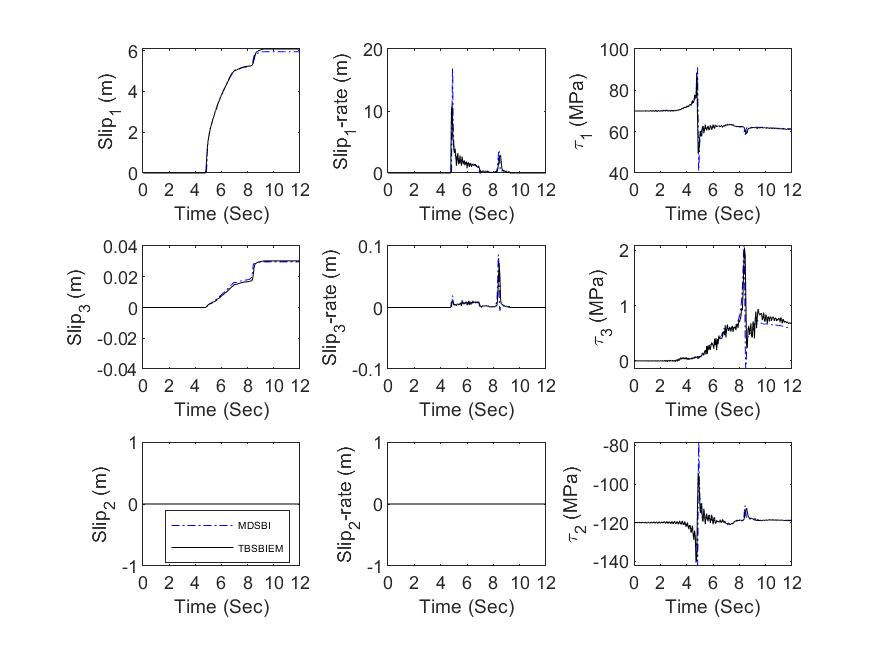 Slip1 (m)
6
4
2
0
0 2 4 6 8 10 12
Time (Sec)
Slip1-rate (m)
20
10
0
0 2 4 6 8 10 12
Time (Sec)
τ1 (MPa)
100
80
60
40
0 2 4 6 8 10 12
Time (Sec)
Slip3 (m)
0.04
0.02
0
-0.02
-0.04
0 2 4 6 8 10 12
Time (Sec)
Slip3-rate (m)
0.1
0
-0.1
0 2 4 6 8 10 12
Time (Sec)
τ3 (MPa)
2
1
0
0 2 4 6 8 10 12
Time (Sec)
Slip2 (m)
1
0
-1
MDSBI
TBSBIEM
0 2 4 6 8 10 12
Time (Sec)
Slip2-rate (m)
1
0
-1
0 2 4 6 8 10 12
Time (Sec)
τ2 (MPa)
-80
-100
-120
-140
0 2 4 6 8 10 12
Time (Sec)